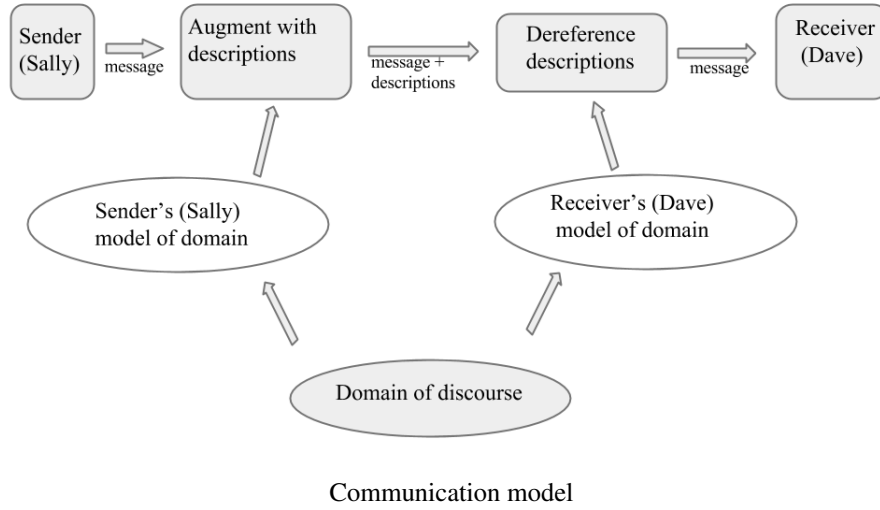 Sender
(Sally)
message
Augment with
descriptions
message +
descriptions
Dereference
descriptions
message
Receiver
(Dave)
Sender's (Sally)
model of domain
Receiver's (Dave)
model of domain
Domain of discourse
Communication model